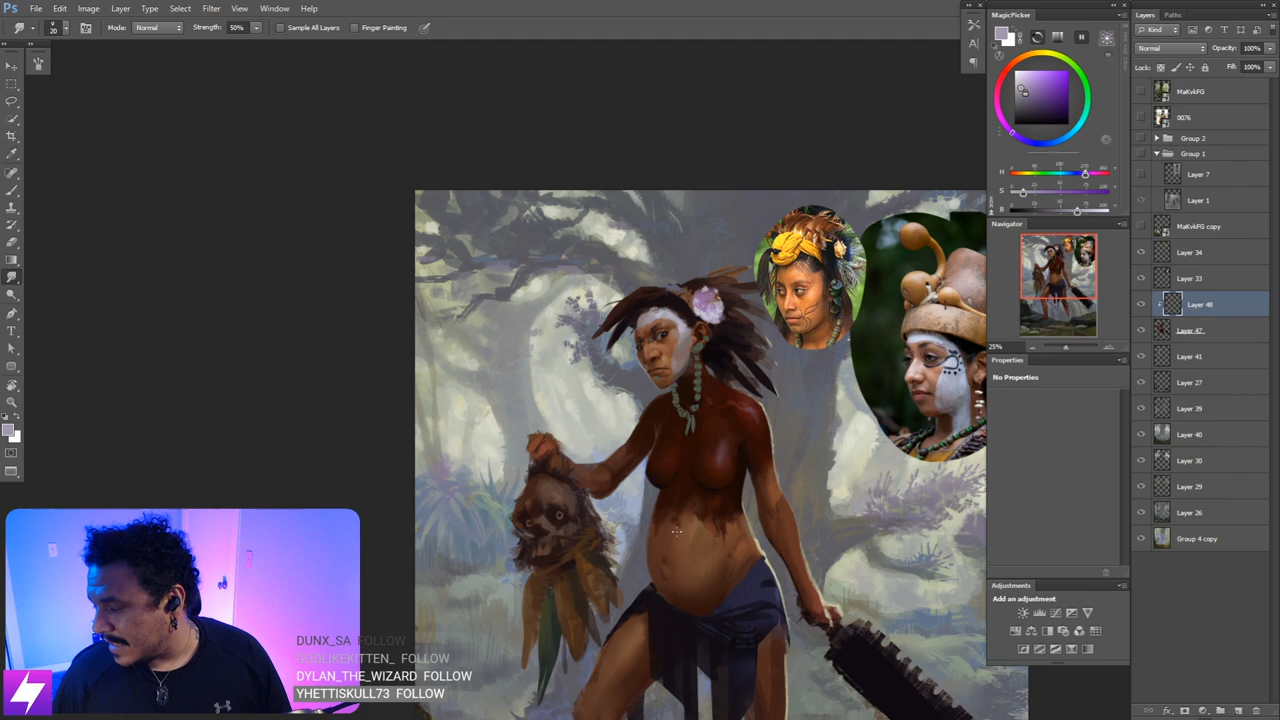 Ps File Edit Image Layer Type Select Filter View Window Help
20 Mode: Normal Strength: 50% Sample All Layers Finger Painting
MagicPicker
H
H
S
B
Navigator
25%
Properties
No Properties
Adjustments
Add an adjustment
Layers Paths
Kind
Normal Opacity: 100%
Lock: Fill: 100%
MaKvkFG
0076
Group 2
Group 1
Layer 7
Layer 1
MaKvkFG copy
Layer 34
Layer 33
Layer 48
Layer 47
Layer 41
Layer 27
Layer 39
Layer 40
Layer 30
Layer 29
Layer 26
Group 4 copy
DUNX_SA FOLLOW
GODLIKEKITTEN_ FOLLOW
DYLAN_THE_WIZARD FOLLOW
YHETTISKULL73 FOLLOW